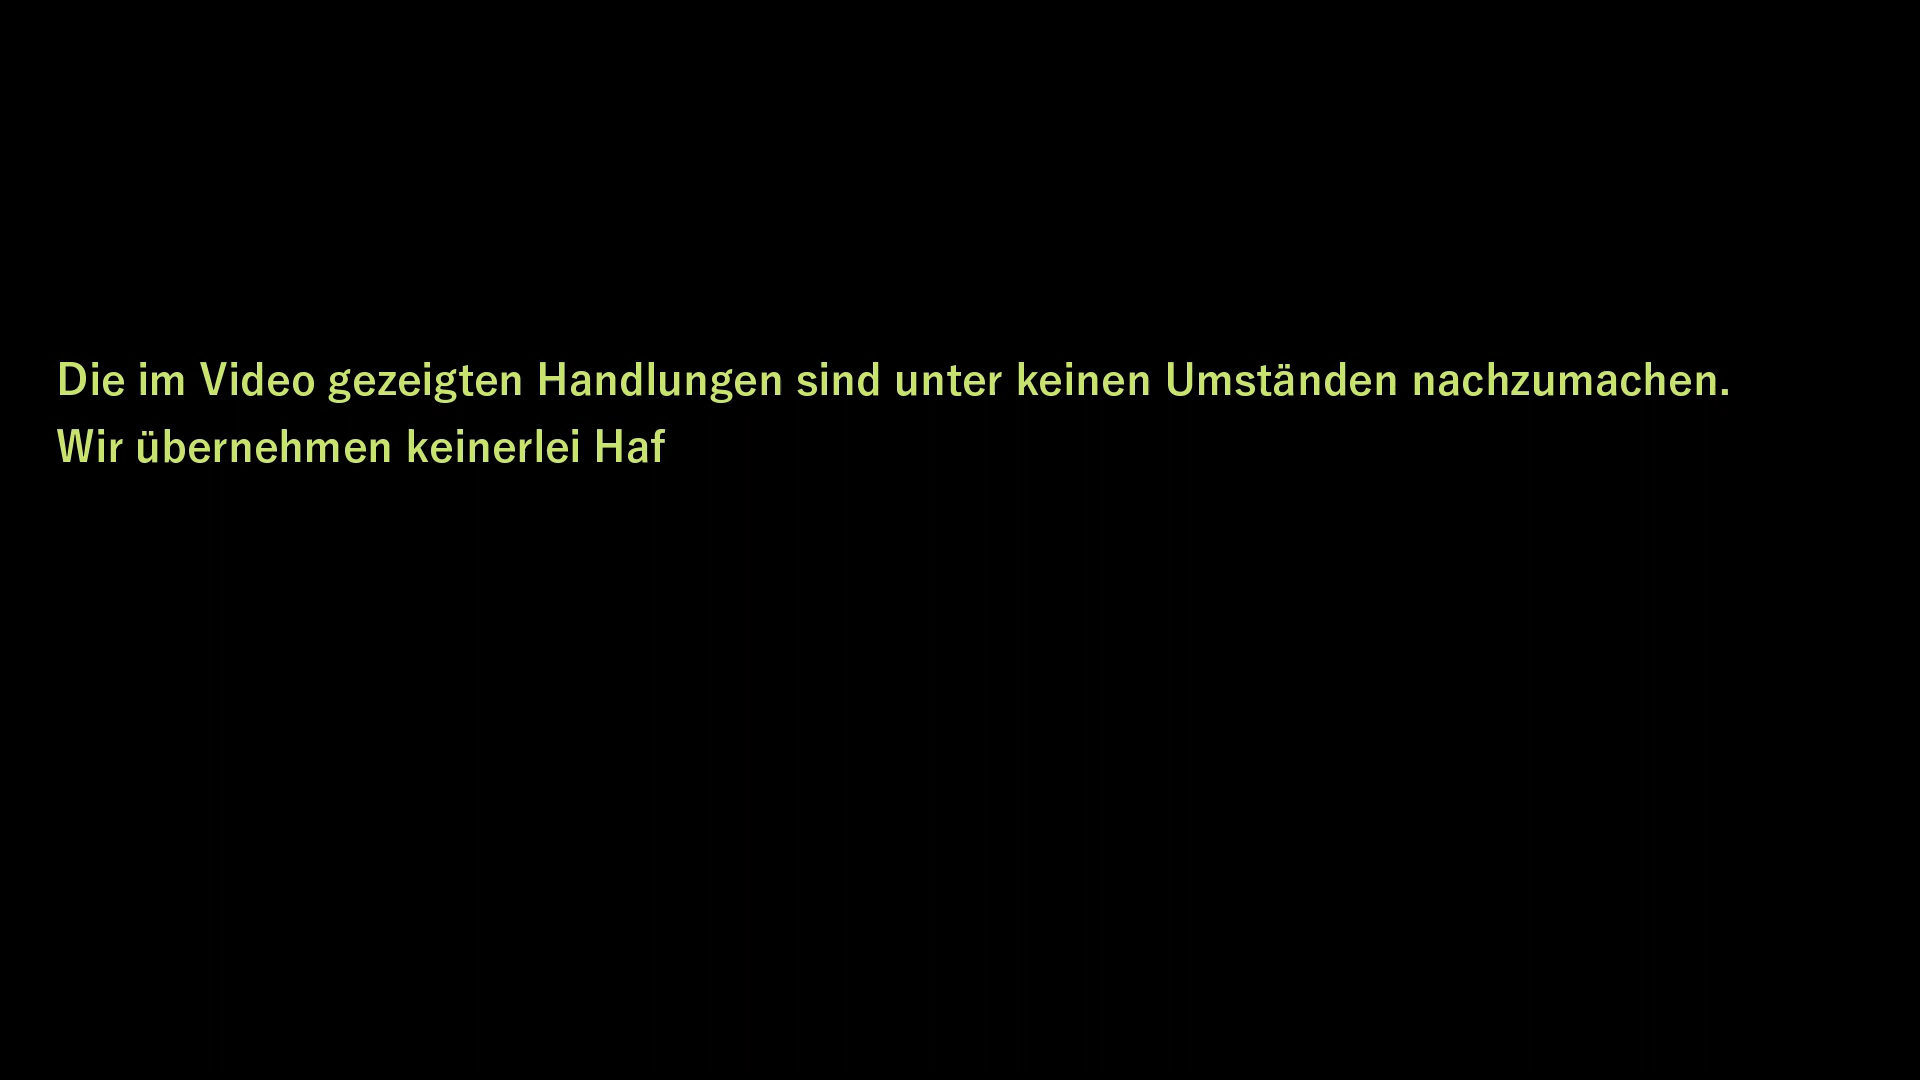 Die im Video gezeigten Handlungen sind unter keinen Umständen nachzumachen.
Wir übernehmen keinerlei Haf